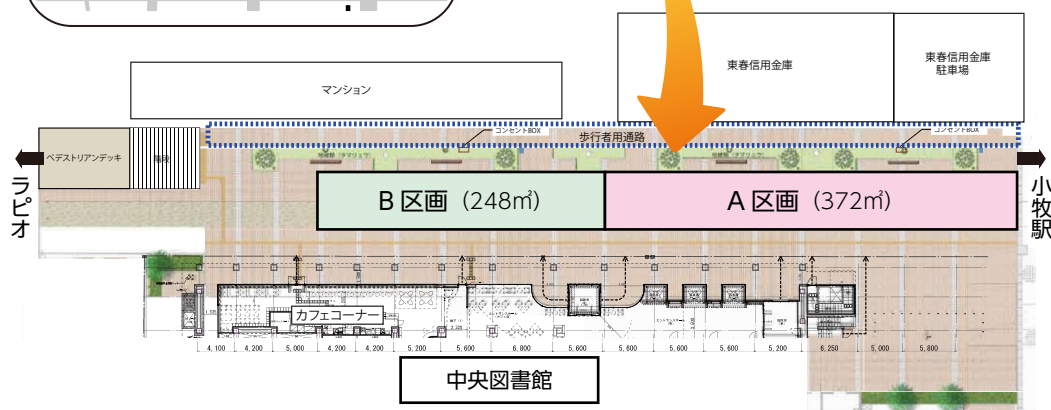 東春信用金庫
東春信用金庫
駐車場
マンション
コンセントBOX
歩行者用通路
コンセントBOX
ペデストリアンデッキ
階段
ラピオ
小牧駅
B 区画（248㎡）
A 区画（372㎡）
カフェコーナー
4,100 4,200 5,000 4,200 4,200 5,200 5,600 6,800 5,600 5,600 5,600 5,600 5,200 6,250 5,000 5,800
中央図書館